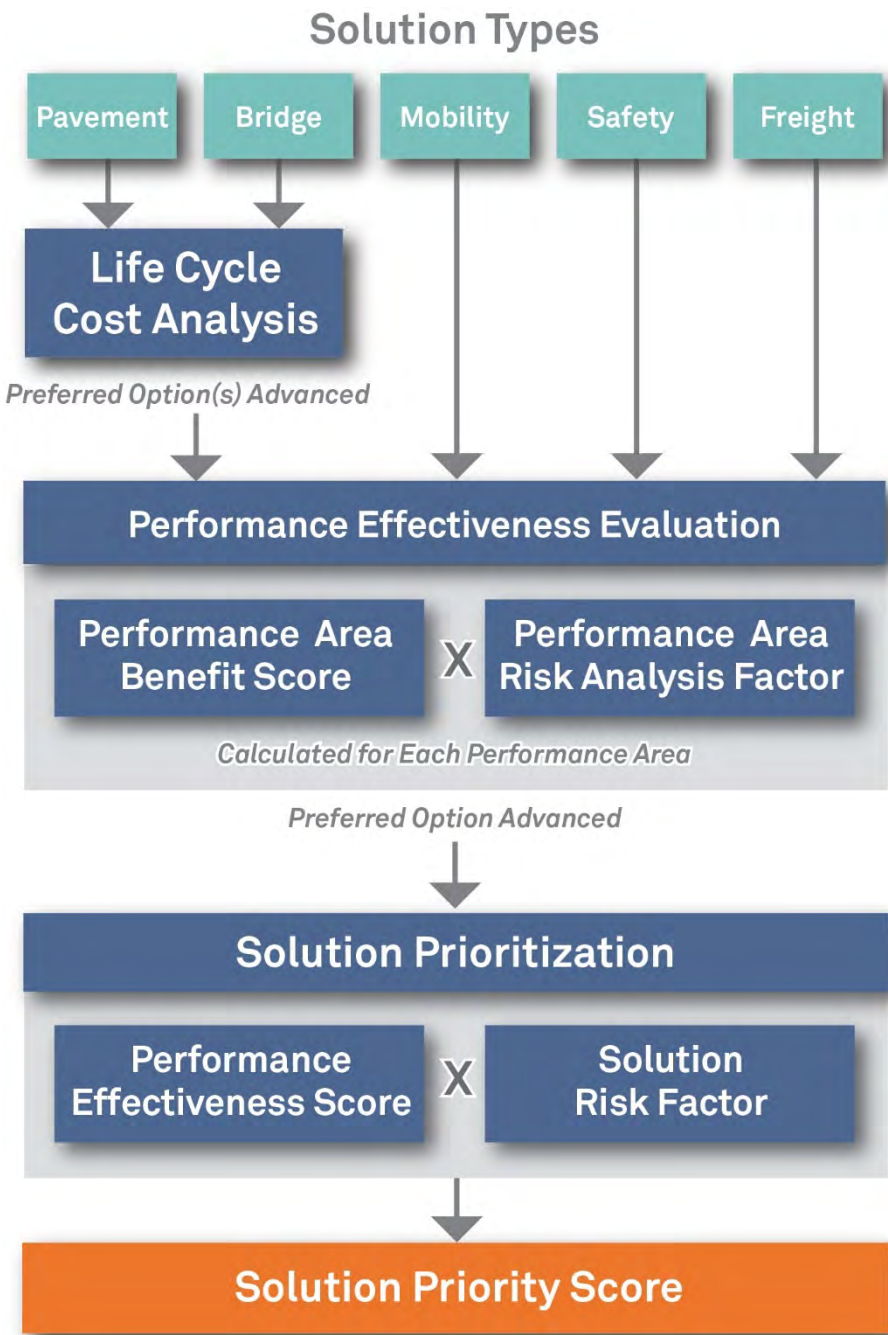 Solution Types
Pavement
Bridge
Mobility
Safety
Freight
Life Cycle
Cost Analysis
Preferred Option(s) Advanced
Performance Effectiveness Evaluation
Performance Area
Benefit Score
X
Performance Area
Risk Analysis Factor
Calculated for Each Performance Area
Preferred Option Advanced
Solution Prioritization
Performance
Effectiveness Score
X
Solution
Risk Factor
Solution Priority Score